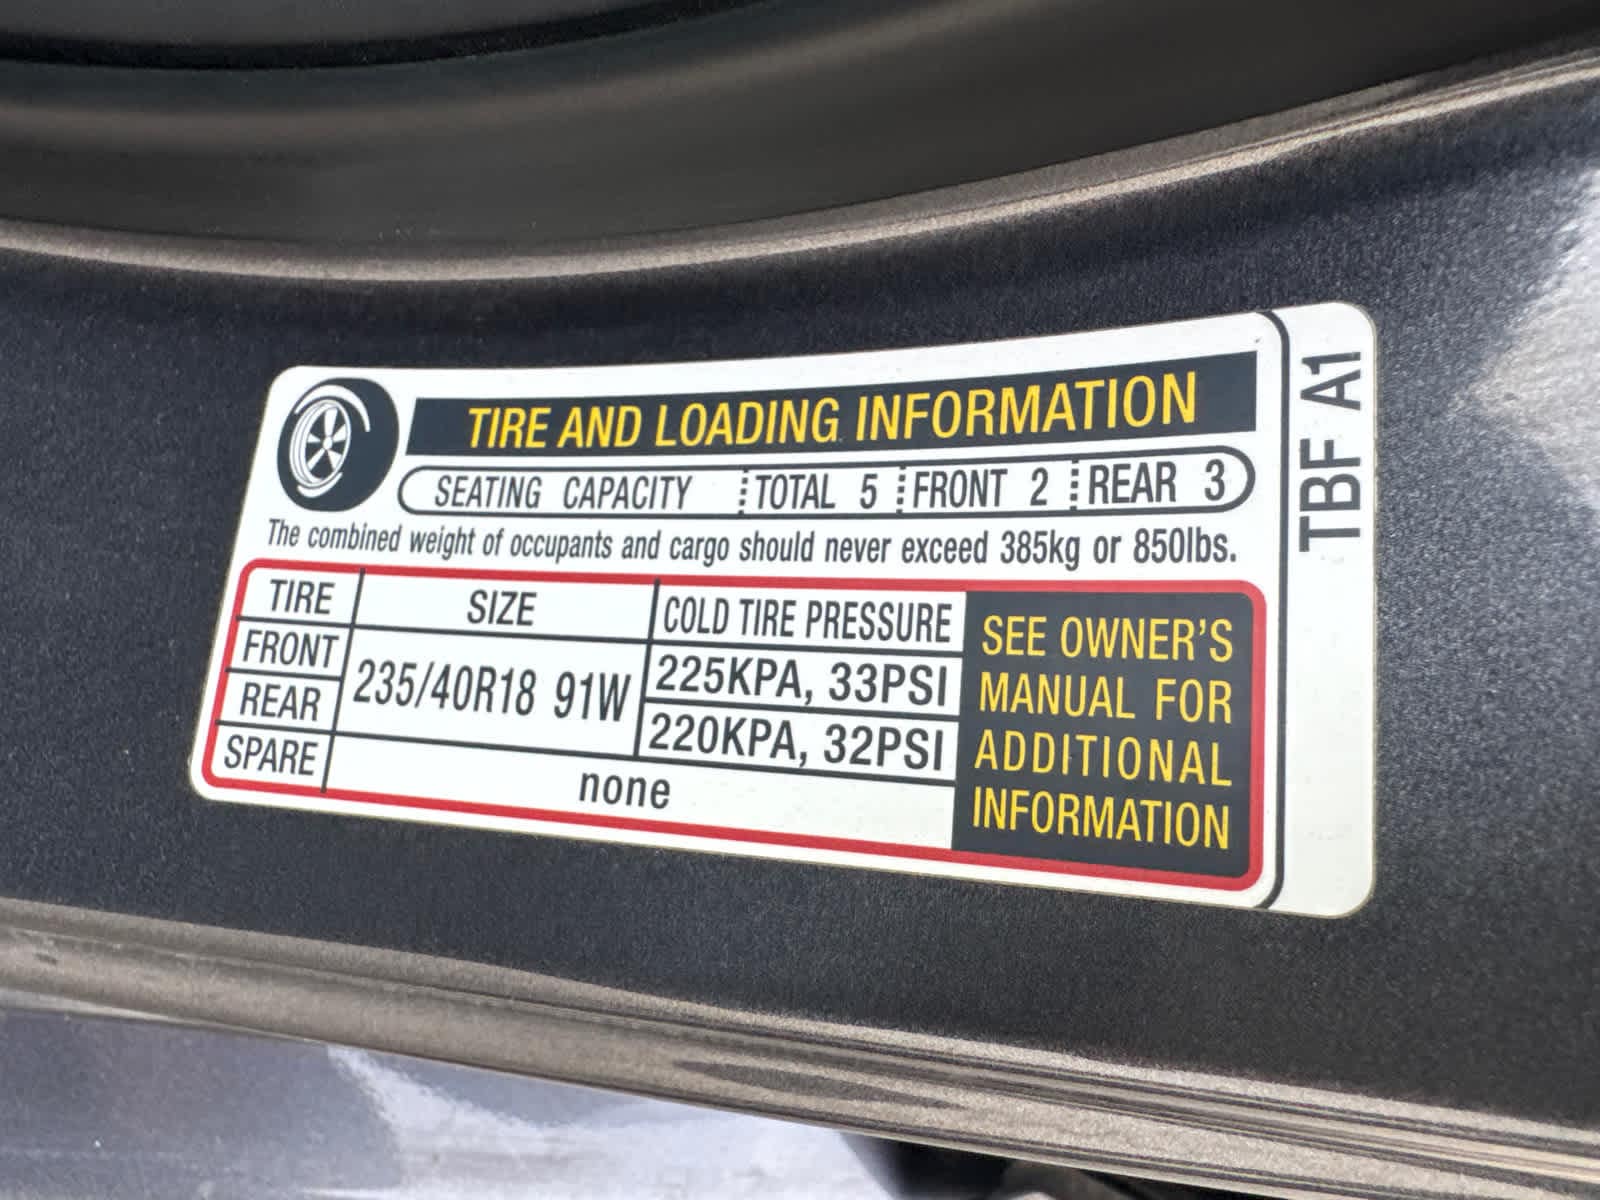 TIRE AND LOADING INFORMATION
SEATING CAPACITY TOTAL 5 FRONT 2 REAR 3
The combined weight of occupants and cargo should never exceed 385kg or 850lbs.
TIRE SIZE COLD TIRE PRESSURE
FRONT 235/40R18 91W 225KPA, 33PSI
REAR 220KPA, 32PSI
SPARE none
SEE OWNER'S
MANUAL FOR
ADDITIONAL
INFORMATION
TBF A1